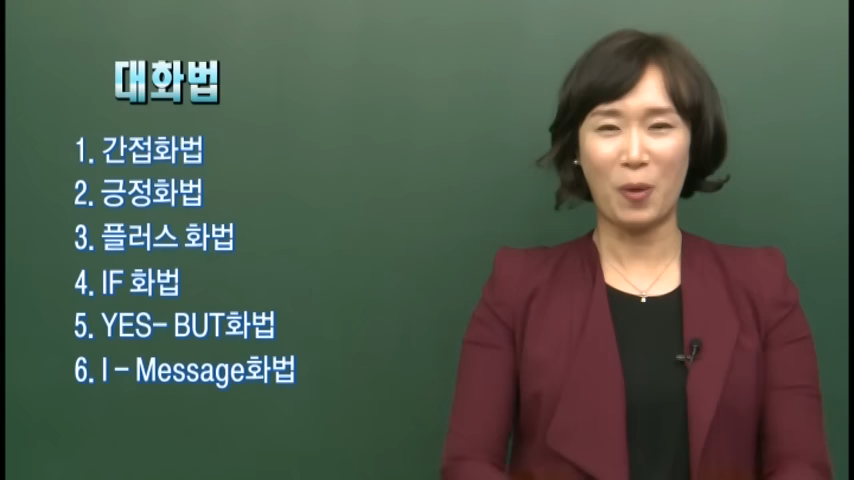 대화법
1. 간접화법
2. 긍정화법
3. 플러스 화법
4. IF 화법
5. YES- BUT화법
6. I - Message화법